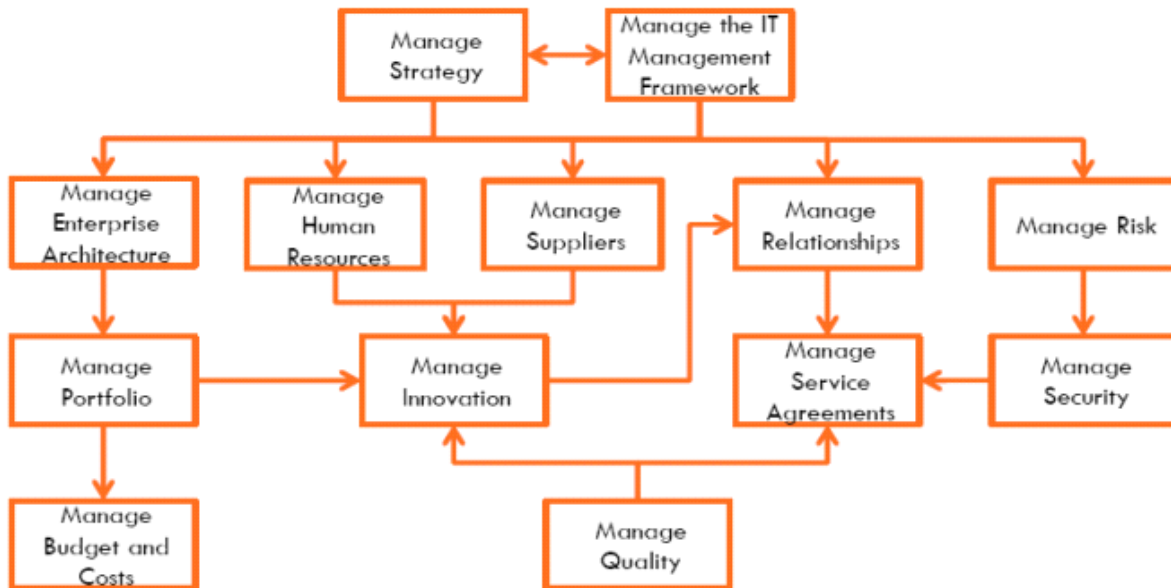 Manage
Strategy
Manage the IT
Management
Framework
Manage
Enterprise
Architecture
Manage
Human
Resources
Manage
Suppliers
Manage
Relationships
Manage Risk
Manage
Portfolio
Manage
Innovation
Manage
Service
Agreements
Manage
Security
Manage
Budget and
Costs
Manage
Quality